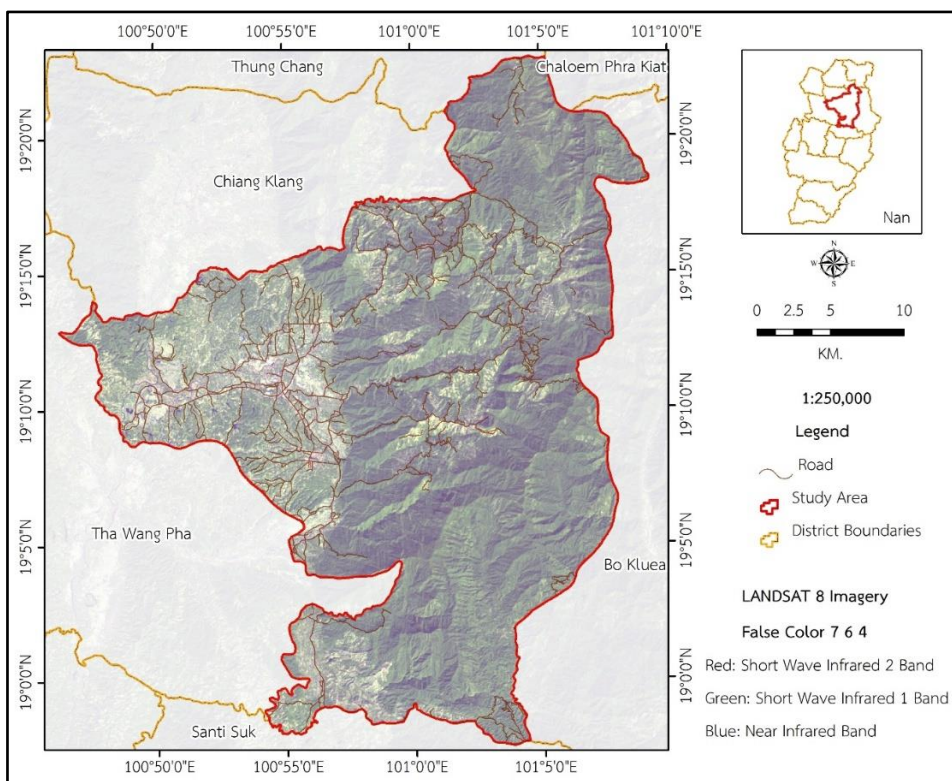 100°50'0"E 100°55'0"E 101°0'0"E 101°5'0"E 101°10'0"E
Thung Chang
Chaloem Phra Kiat
19°20'0"N
19°20'0"N
Chiang Klang
19°15'0"N
19°15'0"N
19°10'0"N
19°10'0"N
Tha Wang Pha
19°5'0"N
19°5'0"N
Bo Kluea
19°0'0"N
19°0'0"N
Santi Suk
100°50'0"E 100°55'0"E 101°0'0"E 101°5'0"E
Nan
N
W E
S
0 2.5 5 10
KM.
1:250,000
Legend
Road
Study Area
District Boundaries
LANDSAT 8 Imagery
False Color 7 6 4
Red: Short Wave Infrared 2 Band
Green: Short Wave Infrared 1 Band
Blue: Near Infrared Band